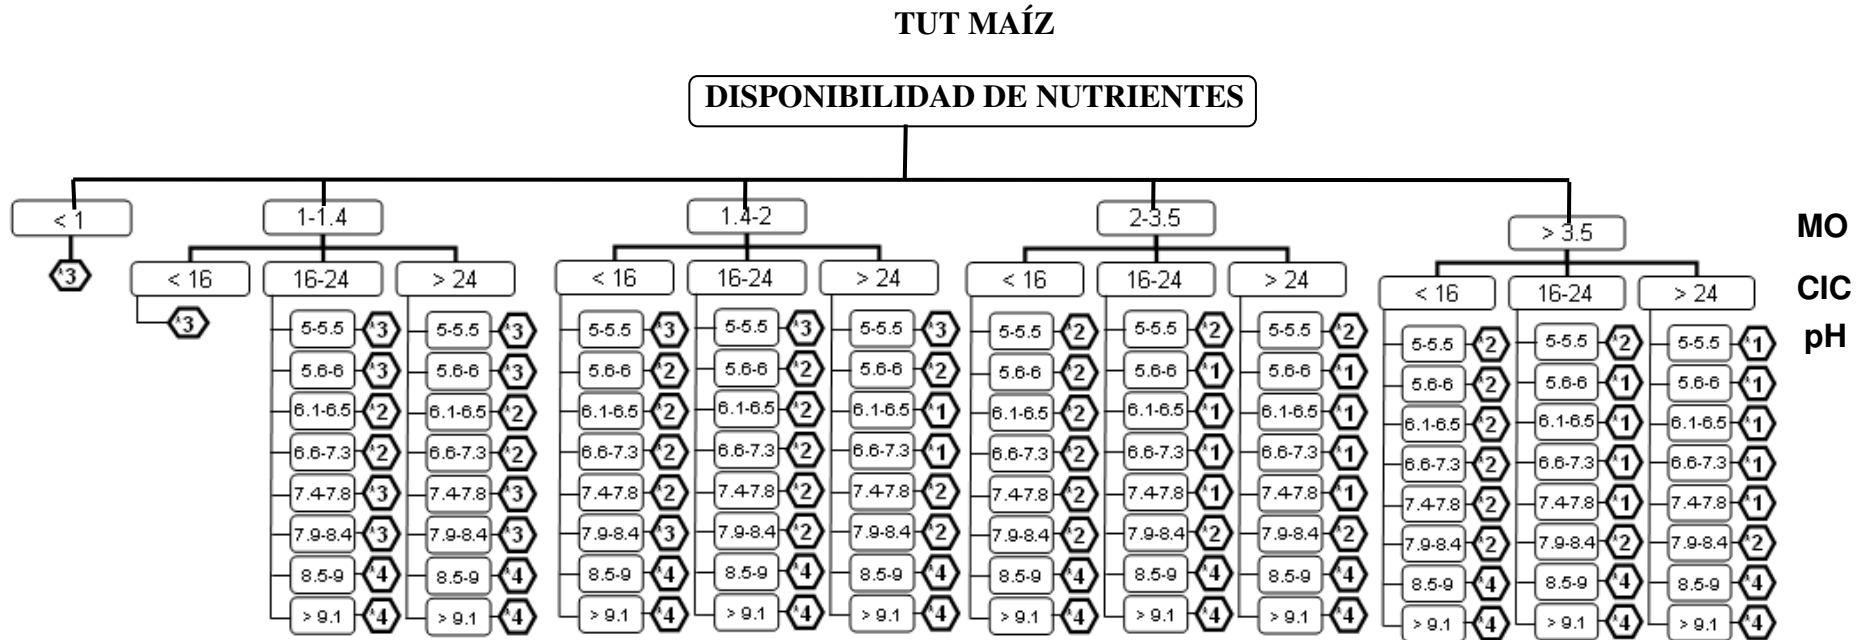 TUT MAÍZ
DISPONIBILIDAD DE NUTRIENTES
< 1 1-1.4 1.4-2 2-3.5 > 3.5 MO
*3 < 16 16-24 > 24 < 16 16-24 > 24 < 16 16-24 > 24 < 16 16-24 > 24 CIC
*3 5-5.5 *3 5-5.5 *3 5-5.5 *3 5-5.5 *3 5-5.5 *3 5-5.5 *2 5-5.5 *2 5-5.5 *2 5-5.5 *2 5-5.5 *2 5-5.5 *1 pH
5.6-6 *3 5.6-6 *3 5.6-6 *2 5.6-6 *2 5.6-6 *2 5.6-6 *2 5.6-6 *1 5.6-6 *1 5.6-6 *2 5.6-6 *1 5.6-6 *1
6.1-6.5 *2 6.1-6.5 *2 6.1-6.5 *2 6.1-6.5 *2 6.1-6.5 *1 6.1-6.5 *2 6.1-6.5 *1 6.1-6.5 *1 6.1-6.5 *2 6.1-6.5 *1 6.1-6.5 *1
6.6-7.3 *2 6.6-7.3 *2 6.6-7.3 *2 6.6-7.3 *2 6.6-7.3 *1 6.6-7.3 *2 6.6-7.3 *1 6.6-7.3 *1 6.6-7.3 *2 6.6-7.3 *1 6.6-7.3 *1
7.4-7.8 *3 7.4-7.8 *3 7.4-7.8 *2 7.4-7.8 *2 7.4-7.8 *2 7.4-7.8 *2 7.4-7.8 *1 7.4-7.8 *1 7.4-7.8 *2 7.4-7.8 *1 7.4-7.8 *1
7.9-8.4 *3 7.9-8.4 *3 7.9-8.4 *3 7.9-8.4 *2 7.9-8.4 *2 7.9-8.4 *2 7.9-8.4 *2 7.9-8.4 *2 7.9-8.4 *2 7.9-8.4 *2 7.9-8.4 *2
8.5-9 *4 8.5-9 *4 8.5-9 *4 8.5-9 *4 8.5-9 *4 8.5-9 *4 8.5-9 *4 8.5-9 *4 8.5-9 *4 8.5-9 *4 8.5-9 *4
> 9.1 *4 > 9.1 *4 > 9.1 *4 > 9.1 *4 > 9.1 *4 > 9.1 *4 > 9.1 *4 > 9.1 *4 > 9.1 *4 > 9.1 *4 > 9.1 *4